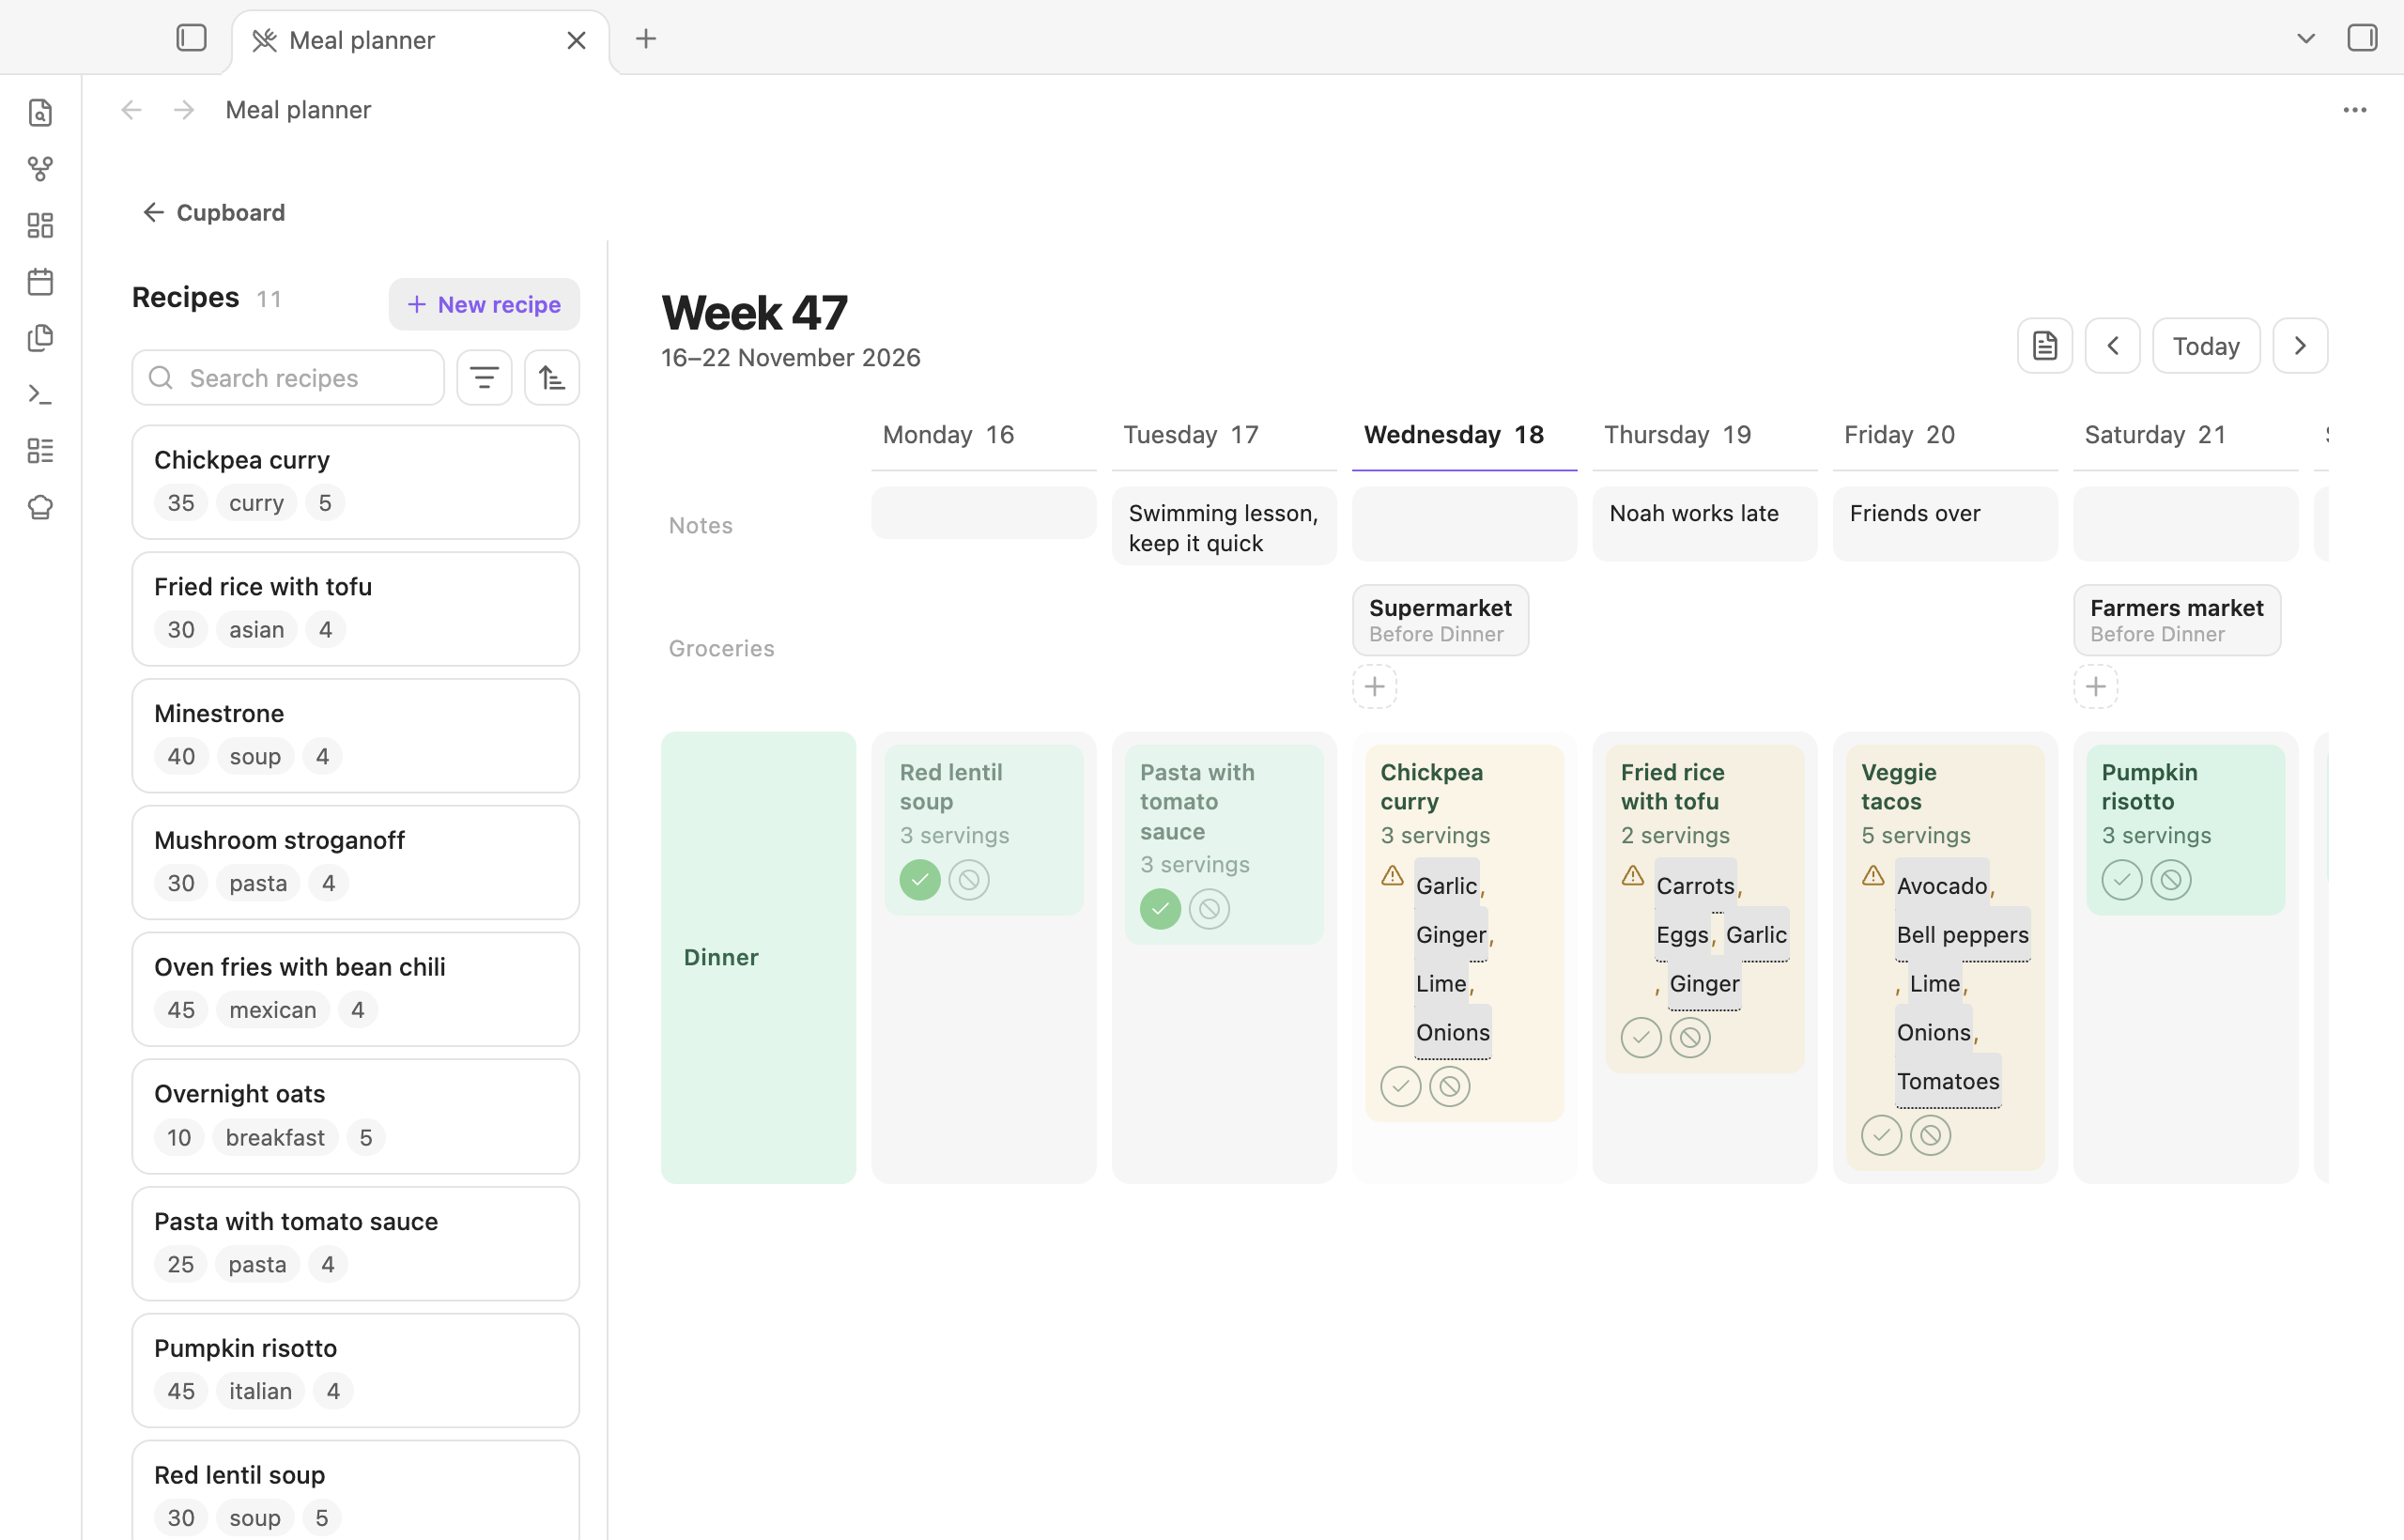 Meal planner
Meal planner
Cupboard
Recipes 11
New recipe
Search recipes
Chickpea curry
35 curry 5
Fried rice with tofu
30 asian 4
Minestrone
40 soup 4
Mushroom stroganoff
30 pasta 4
Oven fries with bean chili
45 mexican 4
Overnight oats
10 breakfast 5
Pasta with tomato sauce
25 pasta 4
Pumpkin risotto
45 italian 4
Red lentil soup
30 soup 5
Week 47
16–22 November 2026
Today
Monday 16
Tuesday 17
Wednesday 18
Thursday 19
Friday 20
Saturday 21
Notes
Swimming lesson,
keep it quick
Noah works late
Friends over
Groceries
Supermarket
Before Dinner
Farmers market
Before Dinner
Dinner
Red lentil
soup
3 servings
Pasta with
tomato
sauce
3 servings
Chickpea
curry
3 servings
Garlic,
Ginger,
Lime,
Onions
Fried rice
with tofu
2 servings
Carrots,
Eggs, Garlic
, Ginger
Veggie
tacos
5 servings
Avocado,
Bell peppers
, Lime,
Onions,
Tomatoes
Pumpkin
risotto
3 servings